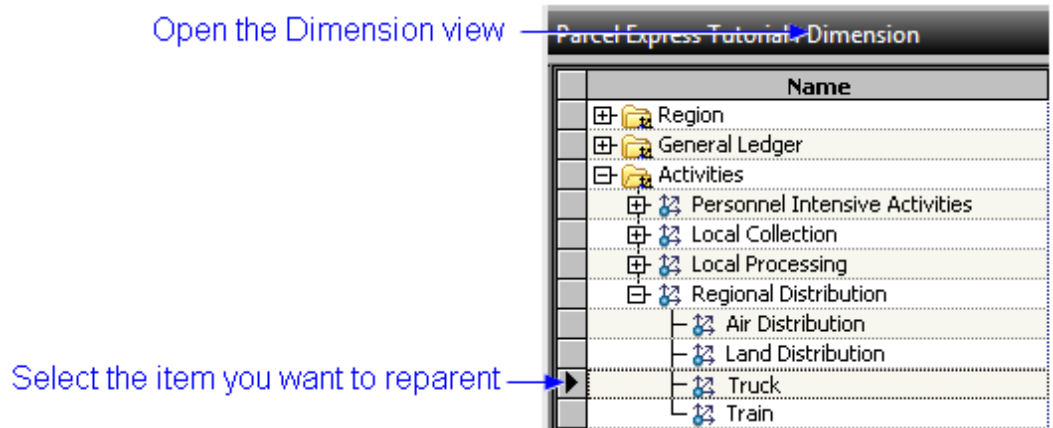 Open the Dimension view
Parcel Express Tutorial: Dimension
Name
Region
General Ledger
Activities
Personnel Intensive Activities
Local Collection
Local Processing
Regional Distribution
Air Distribution
Land Distribution
Select the item you want to reparent
Truck
Train